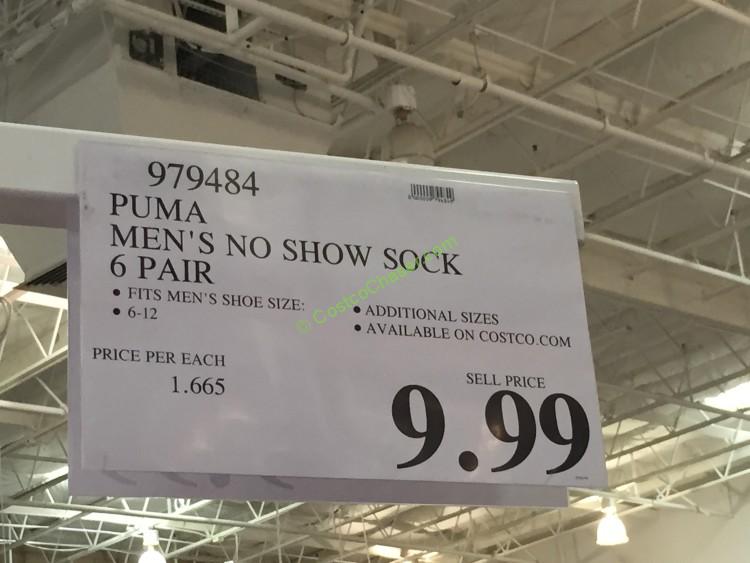 979484
PUMA
MEN'S NO SHOW SOCK
6 PAIR
• FITS MEN'S SHOE SIZE:
• 6-12
• ADDITIONAL SIZES
• AVAILABLE ON COSTCO.COM
PRICE PER EACH
1.665
SELL PRICE
9.99
© CostcoChaser.com